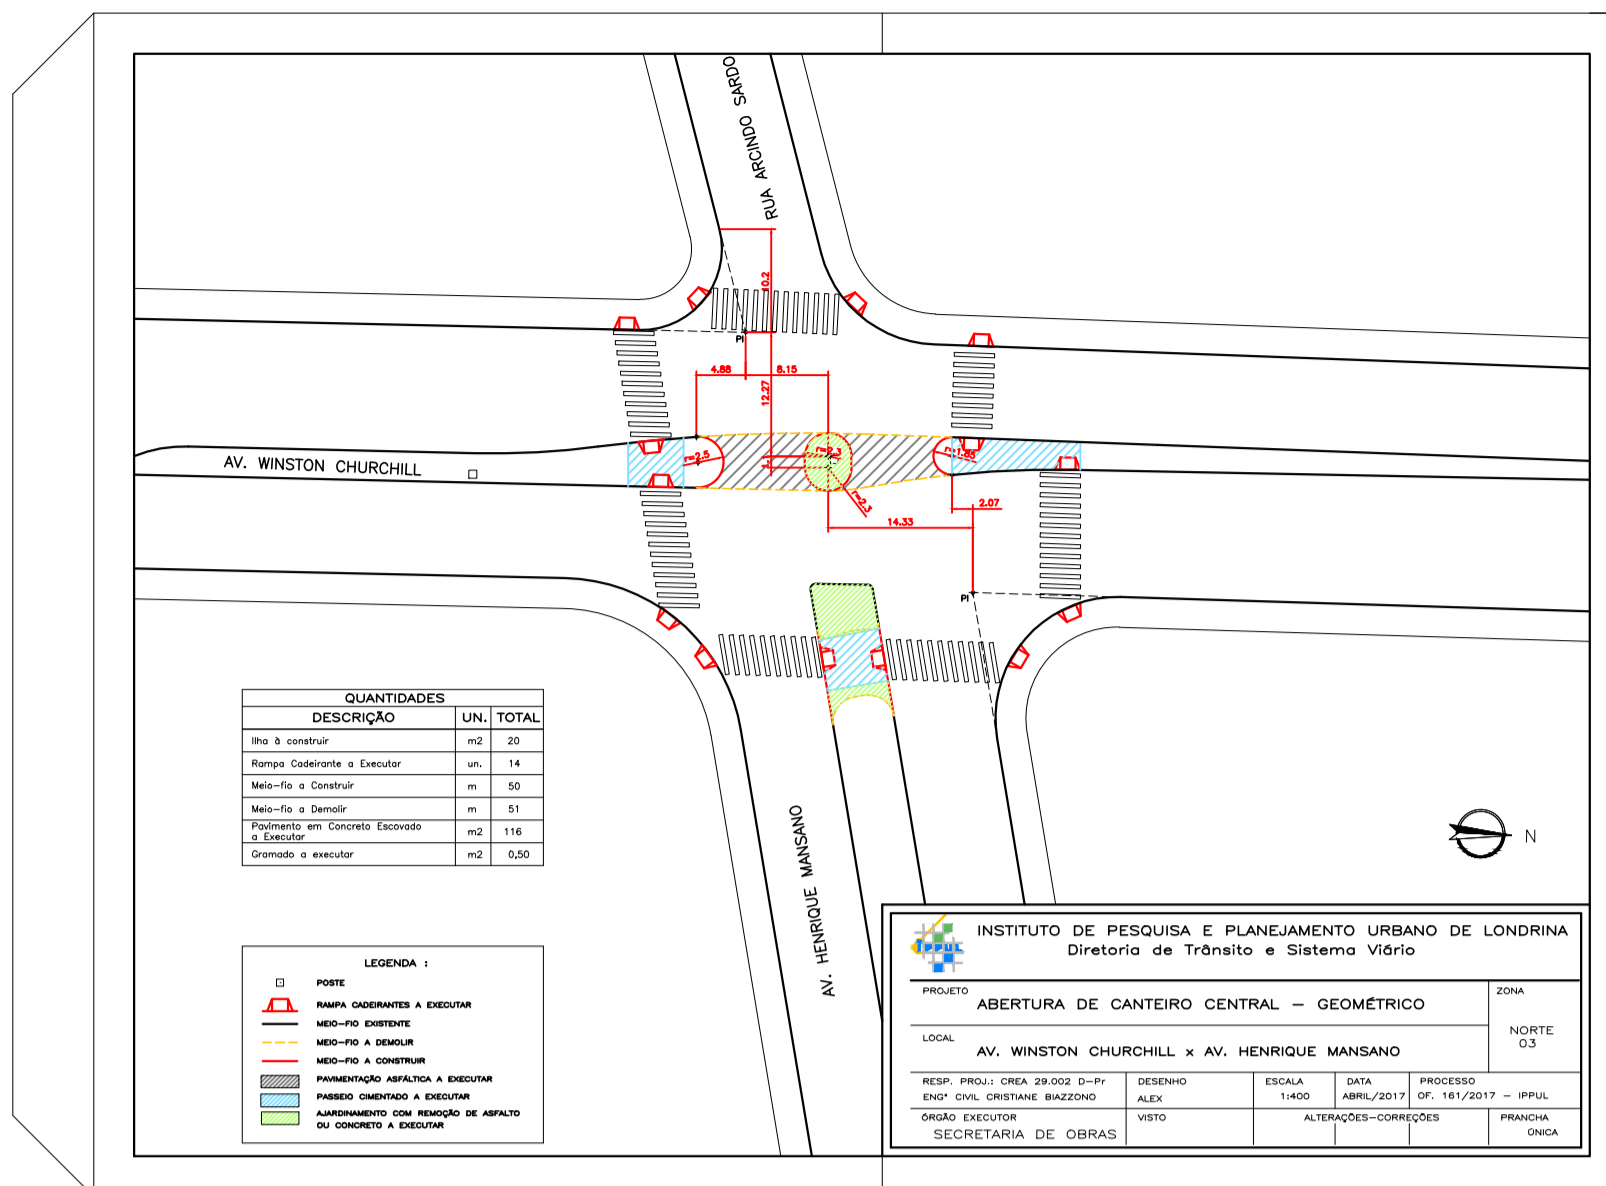 RUA ARCINDO SARDO
10.2
PI
4.88
8.15
12.27
AV. WINSTON CHURCHILL
r=2.5
r=2.3
r=1.85
1.
r=2.3
2.07
14.33
PI
AV. HENRIQUE MANSANO
N
QUANTIDADES
DESCRIÇÃO UN. TOTAL
Ilha à construir m2 20
Rampa Cadeirante a Executar un. 14
Meio-fio a Construir m 50
Meio-fio a Demolir m 51
Pavimento em Concreto Escovado
a Executar m2 116
Gramado a executar m2 0,50
LEGENDA :
POSTE
RAMPA CADEIRANTES A EXECUTAR
MEIO-FIO EXISTENTE
MEIO-FIO A DEMOLIR
MEIO-FIO A CONSTRUIR
PAVIMENTAÇÃO ASFÁLTICA A EXECUTAR
PASSEIO CIMENTADO A EXECUTAR
AJARDINAMENTO COM REMOÇÃO DE ASFALTO
OU CONCRETO A EXECUTAR
IPPUL
INSTITUTO DE PESQUISA E PLANEJAMENTO URBANO DE LONDRINA
Diretoria de Trânsito e Sistema Viário
PROJETO
ABERTURA DE CANTEIRO CENTRAL - GEOMÉTRICO
ZONA
NORTE
03
LOCAL
AV. WINSTON CHURCHILL x AV. HENRIQUE MANSANO
RESP. PROJ.: CREA 29.002 D-Pr
ENGª CIVIL CRISTIANE BIAZZONO
DESENHO
ALEX
ESCALA
1:400
DATA
ABRIL/2017
PROCESSO
OF. 161/2017 - IPPUL
ÓRGÃO EXECUTOR
SECRETARIA DE OBRAS
VISTO
ALTERAÇÕES-CORREÇÕES
PRANCHA
ÚNICA